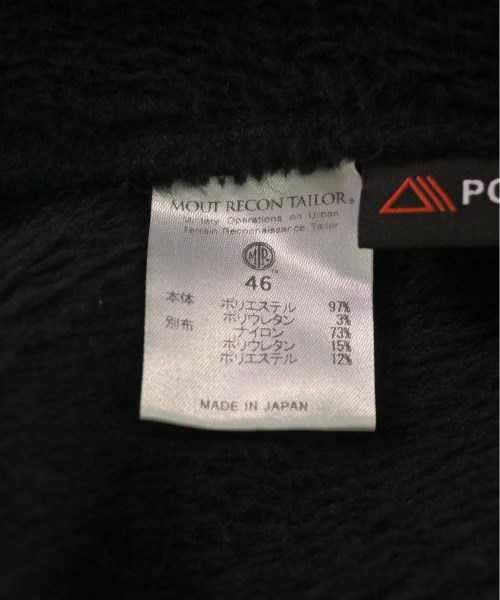 MOUT RECON TAILOR®
Military Operations on Urban
Terrain Reconnaissance Tailor
MTR™
46
本体 ポリエステル 97%
別布 ポリウレタン 3%
ナイロン 73%
ポリウレタン 15%
ポリエステル 12%
MADE IN JAPAN
PO